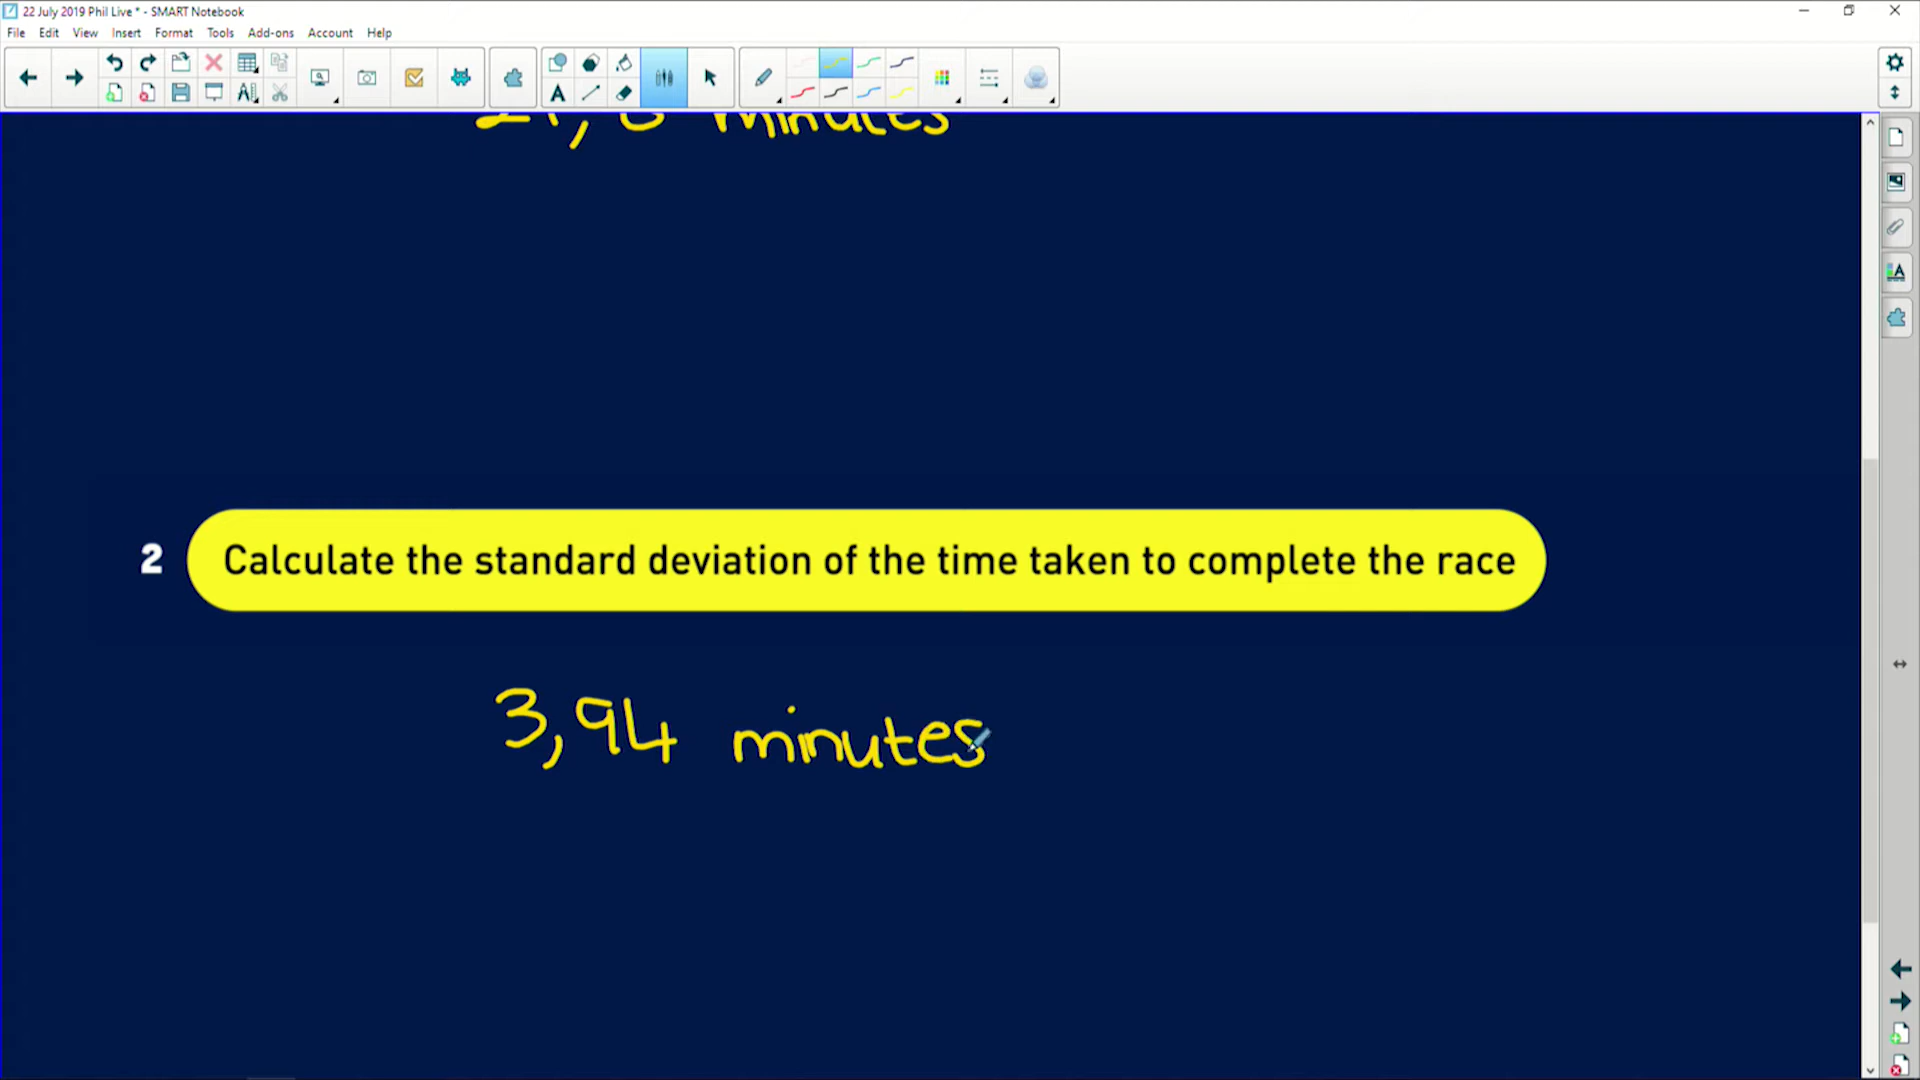 22 July 2019 Phil Live * - SMART Notebook
File Edit View Insert Format Tools Add-ons Account Help
minutes
2 Calculate the standard deviation of the time taken to complete the race
3,94 minutes